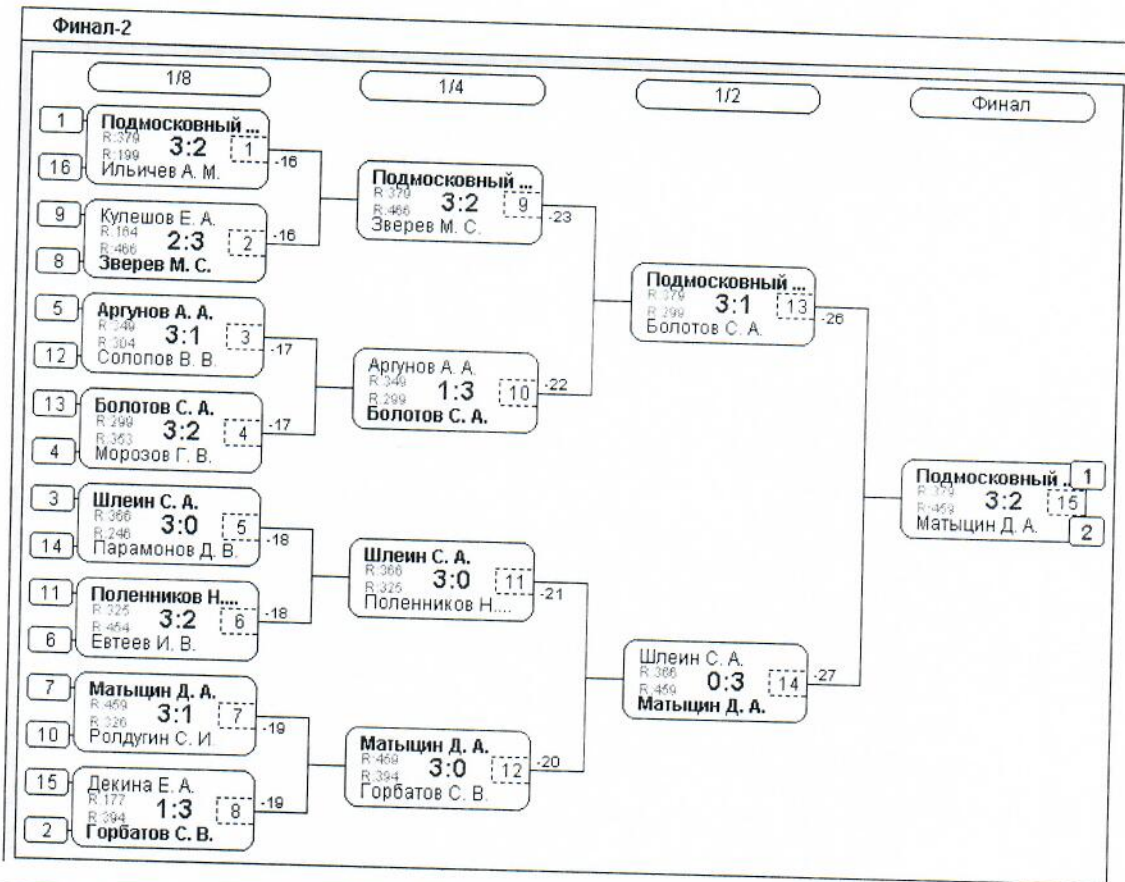 Финал-2
1/8
1/4
1/2
Финал
1
Подмосковный ...
R:379
3:2
1
-16
R:199
16
Ильичев А. М.
9
Кулешов Е. А.
R:164
2:3
2
-16
R:466
8
Зверев М. С.
5
Аргунов А. А.
R:349
3:1
3
-17
R:304
12
Солопов В. В.
13
Болотов С. А.
R:299
3:2
4
-17
R:353
4
Морозов Г. В.
3
Шлеин С. А.
R:366
3:0
5
-18
R:246
14
Парамонов Д. В.
11
Поленников Н....
R:325
3:2
6
-18
R:454
6
Евтеев И. В.
7
Матыцин Д. А.
R:459
3:1
7
-19
R:326
10
Ролдугин С. И.
15
Декина Е. А.
R:177
1:3
8
-19
R:394
2
Горбатов С. В.
Подмосковный ...
R:379
3:2
9
-23
R:466
Зверев М. С.
Аргунов А. А.
R:349
1:3
10
-22
R:299
Болотов С. А.
Шлеин С. А.
R:366
3:0
11
-21
R:325
Поленников Н....
Матыцин Д. А.
R:459
3:0
12
-20
R:394
Горбатов С. В.
Подмосковный ...
R:379
3:1
13
-26
R:299
Болотов С. А.
Шлеин С. А.
R:366
0:3
14
-27
R:459
Матыцин Д. А.
Подмосковный ...
1
R:379
3:2
15
R:459
Матыцин Д. А.
2